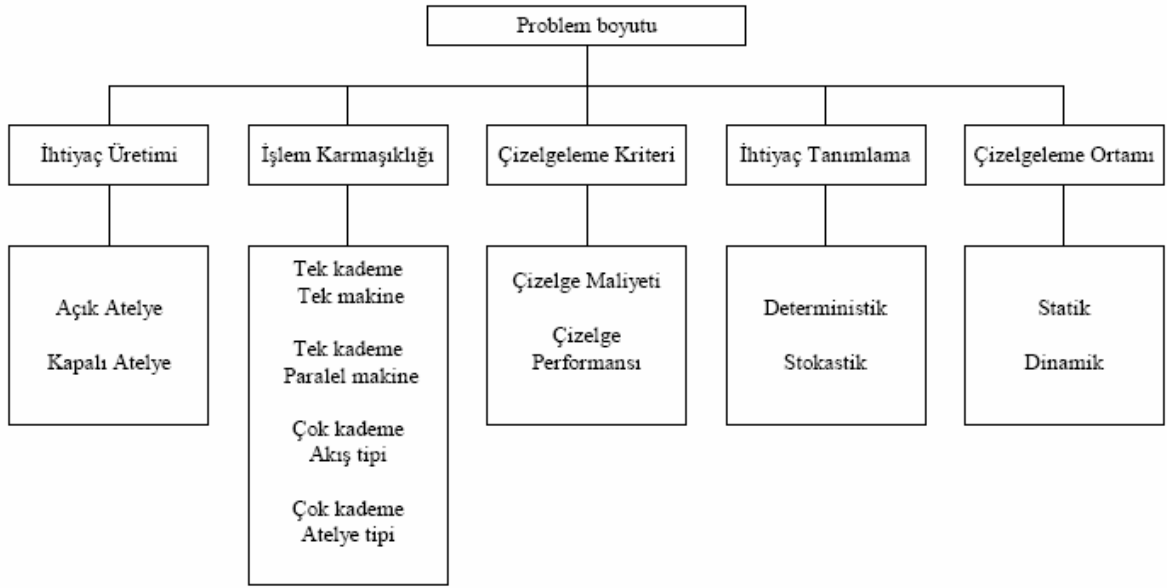 Problem boyutu
İhtiyaç Üretimi
İşlem Karmaşıklığı
Çizelgeleme Kriteri
İhtiyaç Tanımlama
Çizelgeleme Ortamı
Açık Atelye
Kapalı Atelye
Tek kademe
Tek makine
Tek kademe
Paralel makine
Çok kademe
Akış tipi
Çok kademe
Atelye tipi
Çizelge Maliyeti
Çizelge
Performansı
Deterministik
Stokastik
Statik
Dinamik